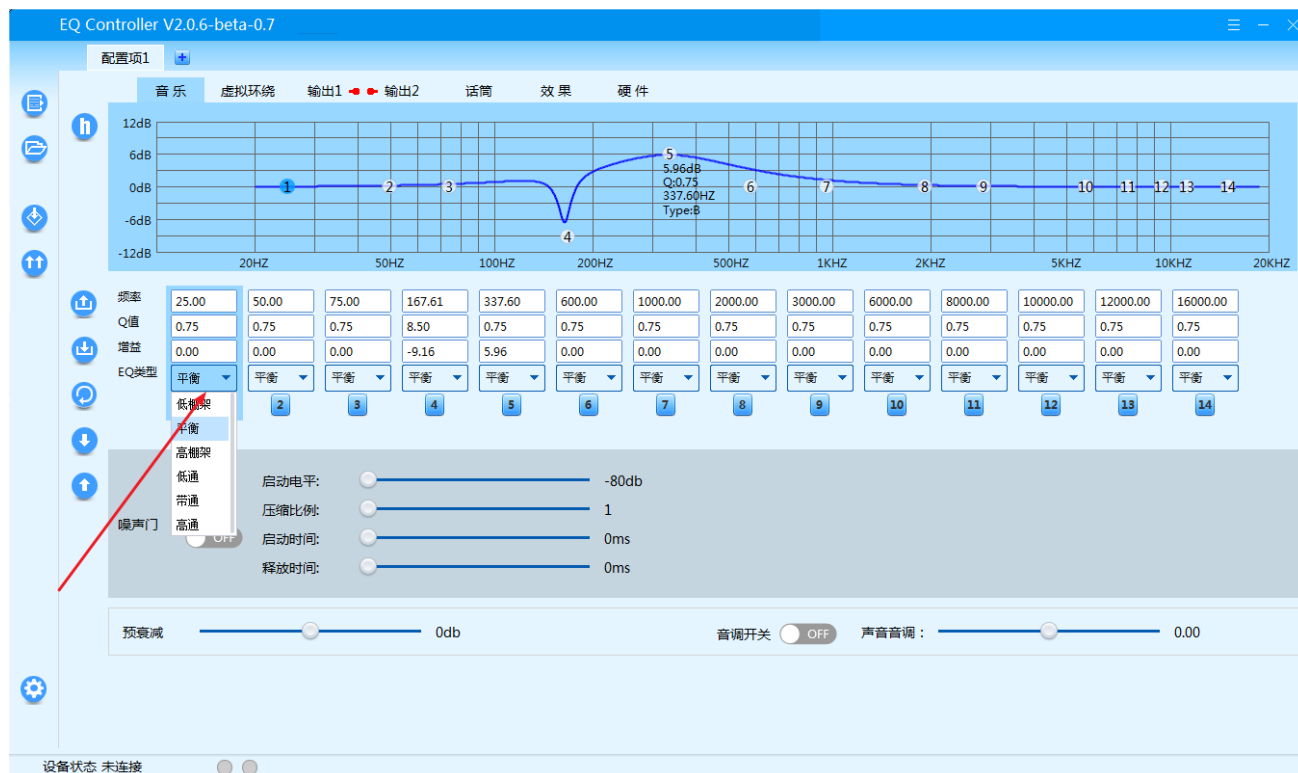 EQ Controller V2.0.6-beta-0.7
配置项1
音乐 虚拟环绕 输出1 输出2 话筒 效果 硬件
h
12dB
6dB
0dB
-6dB
-12dB
1 2 3 4 5 6 7 8 9 10 11 12 13 14
5.96dB
Q:0.75
337.60HZ
Type:B
20HZ 50HZ 100HZ 200HZ 500HZ 1KHZ 2KHZ 5KHZ 10KHZ 20KHZ
频率 25.00 50.00 75.00 167.61 337.60 600.00 1000.00 2000.00 3000.00 6000.00 8000.00 10000.00 12000.00 16000.00
Q值 0.75 0.75 0.75 8.50 0.75 0.75 0.75 0.75 0.75 0.75 0.75 0.75 0.75 0.75
增益 0.00 0.00 0.00 -9.16 5.96 0.00 0.00 0.00 0.00 0.00 0.00 0.00 0.00 0.00
EQ类型 平衡 平衡 平衡 平衡 平衡 平衡 平衡 平衡 平衡 平衡 平衡 平衡 平衡 平衡
2 3 4 5 6 7 8 9 10 11 12 13 14
低棚架
平衡
高棚架
低通
带通
高通
噪声门 OFF
启动电平: -80db
压缩比例: 1
启动时间: 0ms
释放时间: 0ms
预衰减 0db 音调开关 OFF 声音音调： 0.00
设备状态 未连接